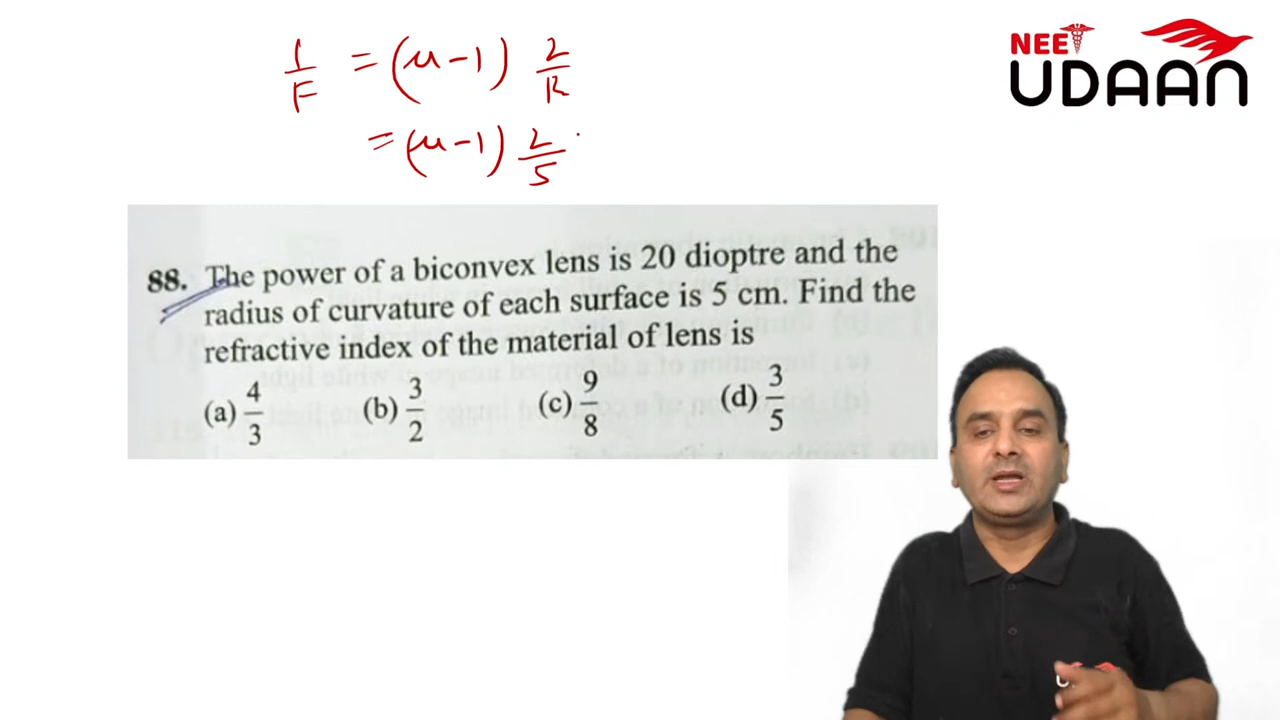 1/F = (μ-1) 2/R
= (μ-1) 2/5
NEET
UDAAN
88. The power of a biconvex lens is 20 dioptre and the
radius of curvature of each surface is 5 cm. Find the
refractive index of the material of lens is
(a) 4/3 (b) 3/2 (c) 9/8 (d) 3/5